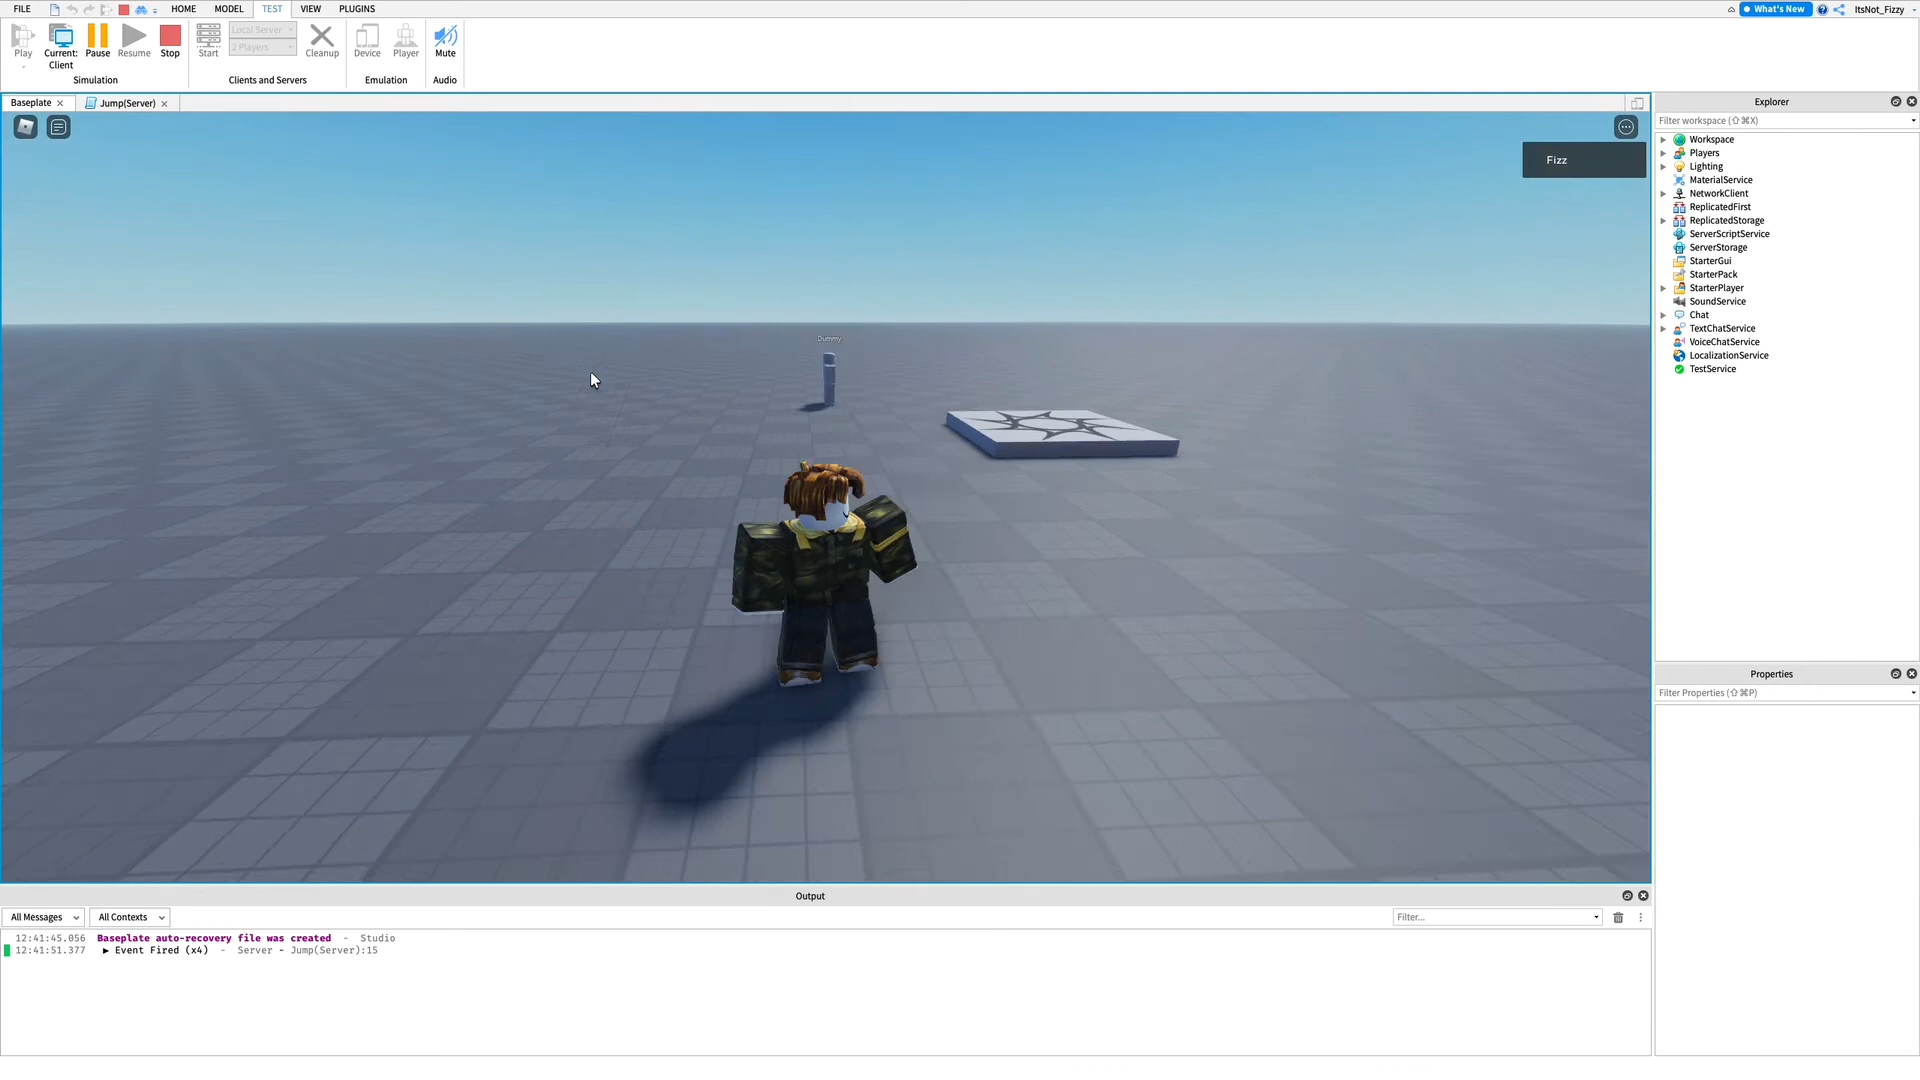 FILE HOME MODEL TEST VIEW PLUGINS What's New ItsNot_Fizzy
Play Current: Client Pause Resume Stop Start Local Server 2 Players Cleanup Device Player Mute
Simulation Clients and Servers Emulation Audio
Baseplate Jump(Server)
Fizz
Dummy
Explorer
Filter workspace (⇧⌘X)
Workspace
Players
Lighting
MaterialService
NetworkClient
ReplicatedFirst
ReplicatedStorage
ServerScriptService
ServerStorage
StarterGui
StarterPack
StarterPlayer
SoundService
Chat
TextChatService
VoiceChatService
LocalizationService
TestService
Properties
Filter Properties (⇧⌘P)
Output
All Messages All Contexts Filter...
12:41:45.056 Baseplate auto-recovery file was created - Studio
12:41:51.377 ▶ Event Fired (x4) - Server - Jump(Server):15